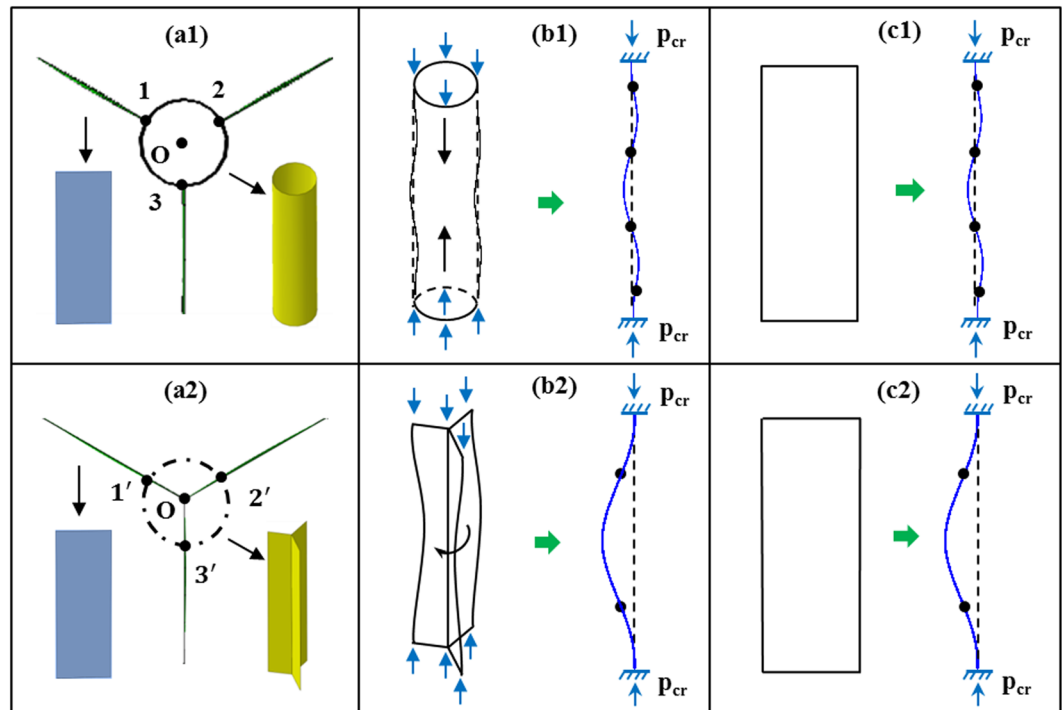 (a1)
1
2
O
3
(b1)
pcr
pcr
(c1)
pcr
pcr
(a2)
1′
O
2′
3′
(b2)
pcr
pcr
(c2)
pcr
pcr